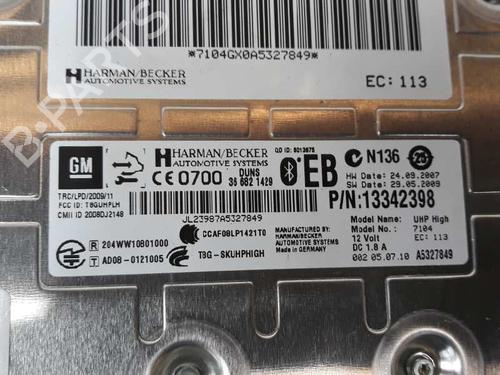 *7104GX0A5327849*
HARMAN/BECKER
AUTOMOTIVE SYSTEMS
EC: 113
B-PARTS
GM
HARMAN/BECKER
AUTOMOTIVE SYSTEMS
CE 0700 DUNS
36 682 1429
QD ID: B013675
EB
N136
HW Date: 24.09.2007
SW Date: 29.05.2009
P/N:13342398
TRC/LPD/2009/11
FCC ID: T8GUHPLH
CMII ID 2008DJ2148
JL23987A5327849
Model Name: UHP High
Model No.: 7104
12 Volt EC: 113
DC 1.8 A
002 05.07.10 A5327849
R 204WW10801000
T AD08-0121005
CCAF08LP1421T0
T8G-SKUHPHIGH
Manufactured by:
HARMAN/BECKER
AUTOMOTIVE SYSTEMS
Made in GERMANY